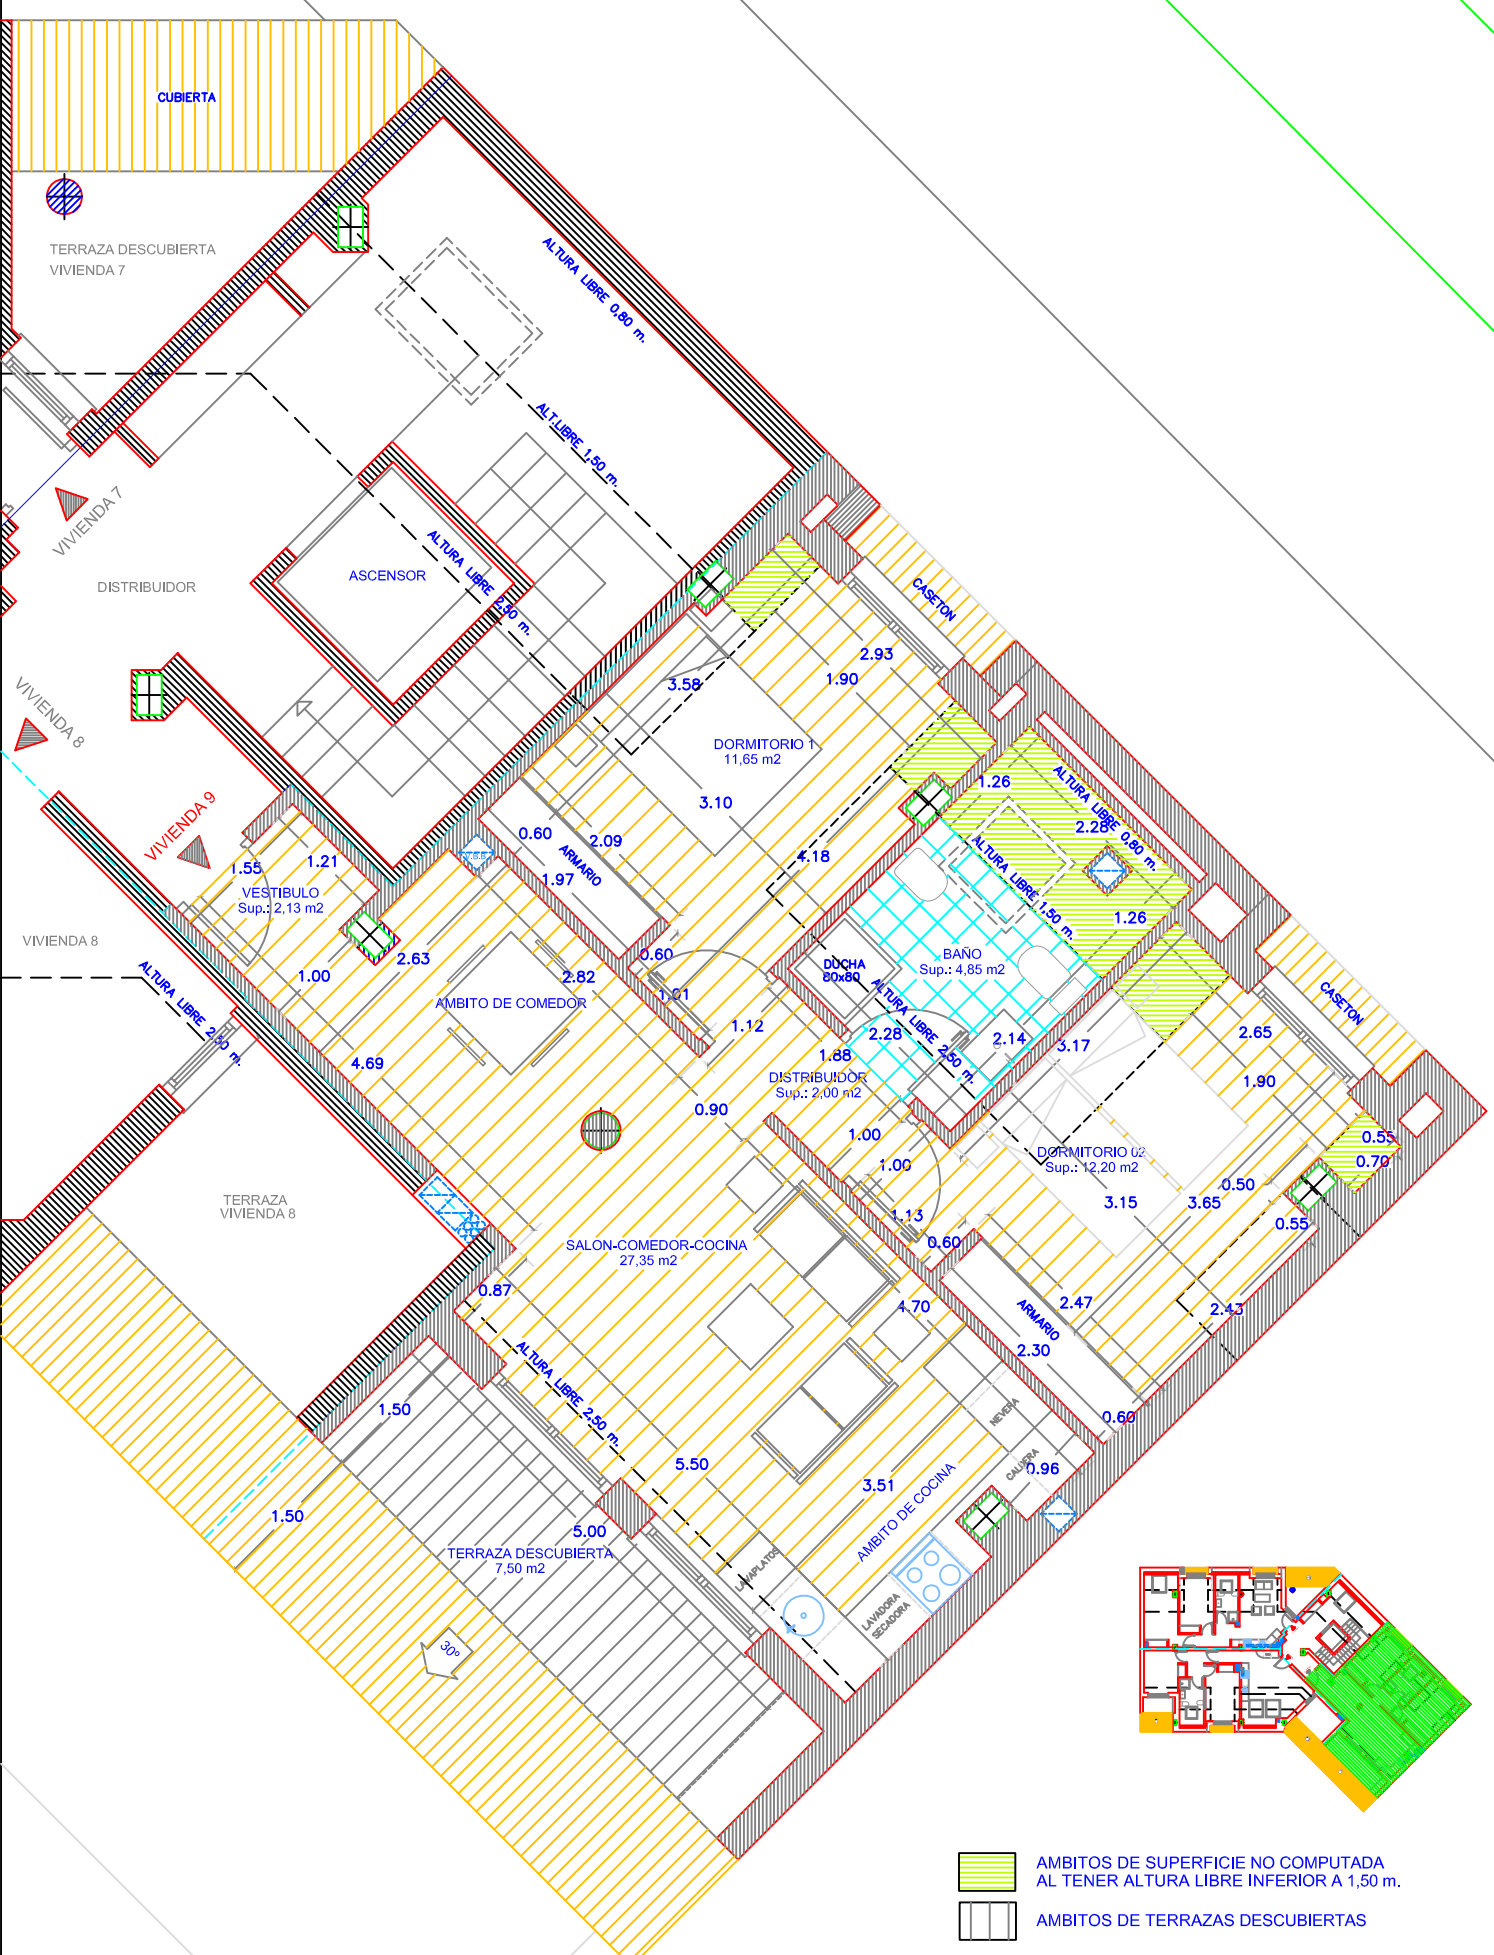 CUBIERTA
TERRAZA DESCUBIERTA
VIVIENDA 7
ALTURA LIBRE 0,80 m.
ALT.LIBRE 1,50 m.
ALTURA LIBRE 2,50 m.
VIVIENDA 7
DISTRIBUIDOR
ASCENSOR
CASETON
2.93
1.90
3.58
VIVIENDA 8
DORMITORIO 1
11,65 m2
1.26
ALTURA LIBRE 0,80 m.
2.28
3.10
VIVIENDA 9
0.60
2.09
ARMARIO
1.97
4.18
ALTURA LIBRE 1,50 m.
1.55
1.21
VESTIBULO
Sup.: 2,13 m2
1.26
VIVIENDA 8
ALTURA LIBRE 2,50 m.
1.00
2.63
0.60
2.82
AMBITO DE COMEDOR
1.01
1.12
DUCHA
80x80
BAÑO
Sup.: 4,85 m2
ALTURA LIBRE 2,50 m.
CASETON
2.28
2.14
3.17
2.65
1.88
DISTRIBUIDOR
Sup.: 2,00 m2
4.69
1.90
0.90
1.00
1.00
DORMITORIO 02
Sup.: 12,20 m2
0.55
0.70
0.50
3.15
3.65
0.55
TERRAZA
VIVIENDA 8
1.13
0.60
SALON-COMEDOR-COCINA
27,35 m2
0.87
4.70
2.47
2.43
ARMARIO
2.30
ALTURA LIBRE 2,50 m.
1.50
NEVERA
0.60
CALDERA
0.96
5.50
3.51
AMBITO DE COCINA
1.50
5.00
TERRAZA DESCUBIERTA
7,50 m2
LAVAPLATOS
LAVADORA
SECADORA
30º
AMBITOS DE SUPERFICIE NO COMPUTADA
AL TENER ALTURA LIBRE INFERIOR A 1,50 m.
AMBITOS DE TERRAZAS DESCUBIERTAS